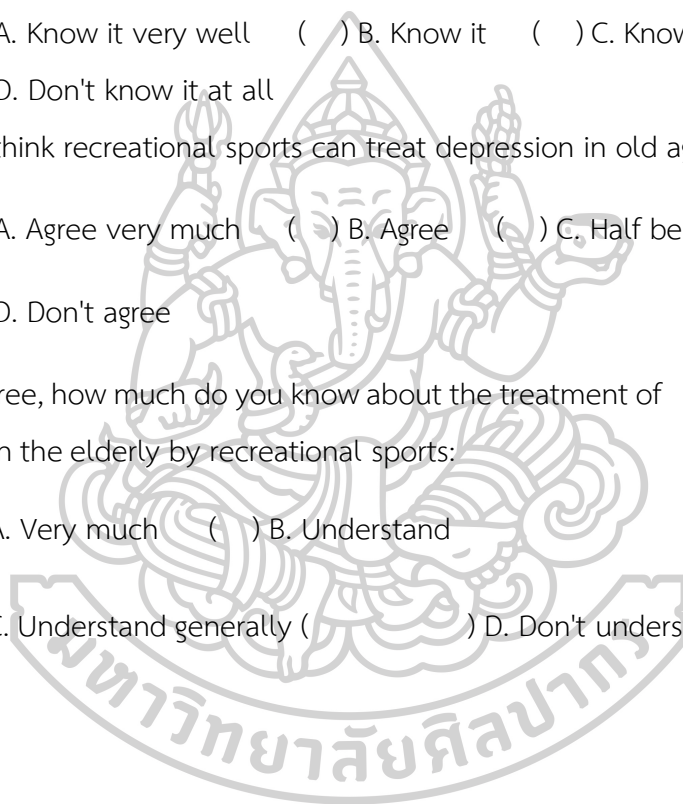 A. Know it very well ( ) B. Know it ( ) C. Know
D. Don't know it at all
think recreational sports can treat depression in old
A. Agree very much ( ) B. Agree ( ) C. Half be
D. Don't agree
ree, how much do you know about the treatment of
n the elderly by recreational sports:
A. Very much ( ) B. Understand
C. Understand generally ( ) D. Don't unders
มหาวิทยาลัยศิลปากร